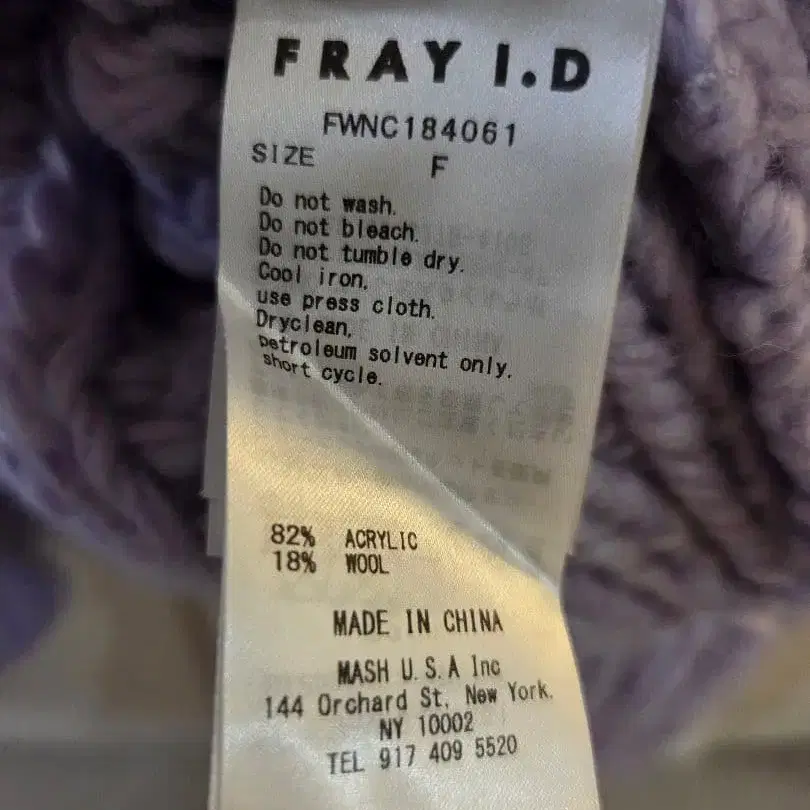 FRAY I.D
FWNC184061
SIZE F
Do not wash.
Do not bleach.
Do not tumble dry.
Cool iron,
use press cloth.
Dryclean,
petroleum solvent only.
short cycle.
82% ACRYLIC
18% WOOL
MADE IN CHINA
MASH U.S.A Inc
144 Orchard St, New York.
NY 10002
TEL 917 409 5520